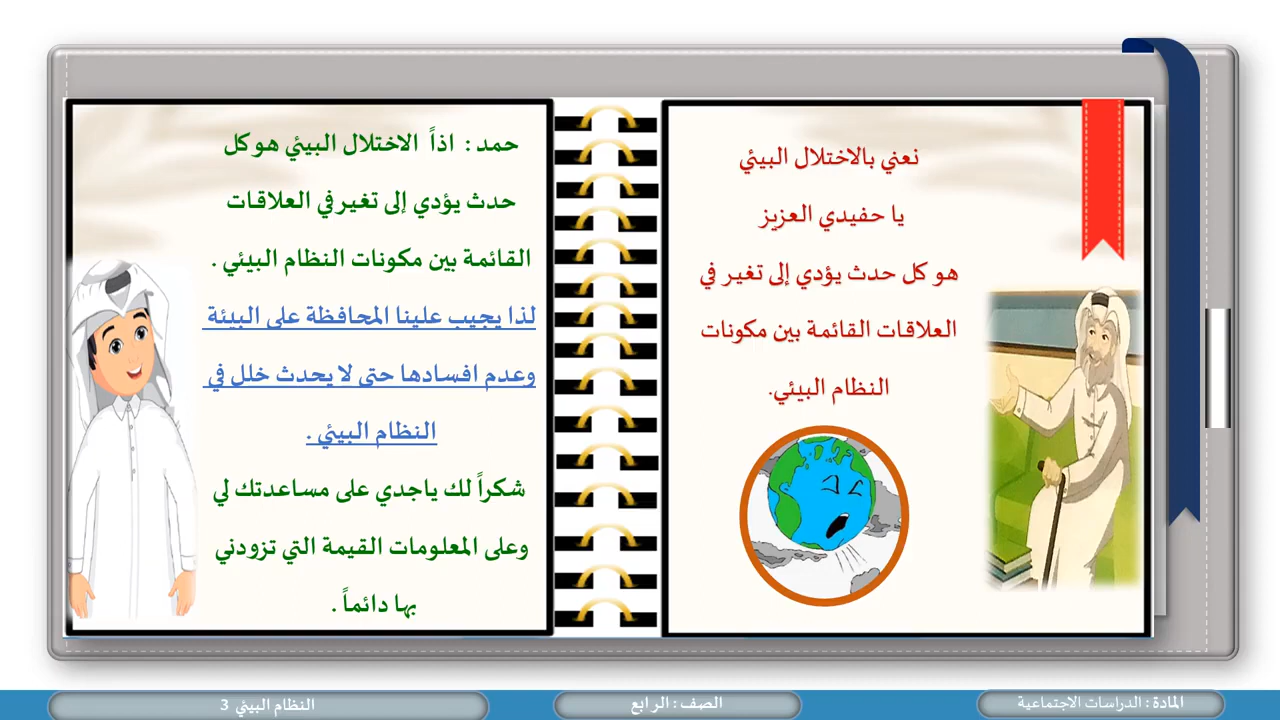 نعني بالاختلال البيئي
يا حفيدي العزيز
هو كل حدث يؤدي إلى تغير في
العلاقات القائمة بين مكونات
النظام البيئي.
حمد : اذاً الاختلال البيئي هو كل
حدث يؤدي إلى تغير في العلاقات
القائمة بين مكونات النظام البيئي .
لذا يجيب علينا المحافظة على البيئة
وعدم افسادها حتى لا يحدث خلل في
النظام البيئي .
شكراً لك ياجدي على مساعدتك لي
وعلى المعلومات القيمة التي تزودني
بها دائماً .
المادة : الدراسات الاجتماعية
الصف : الرابع
النظام البيئي 3